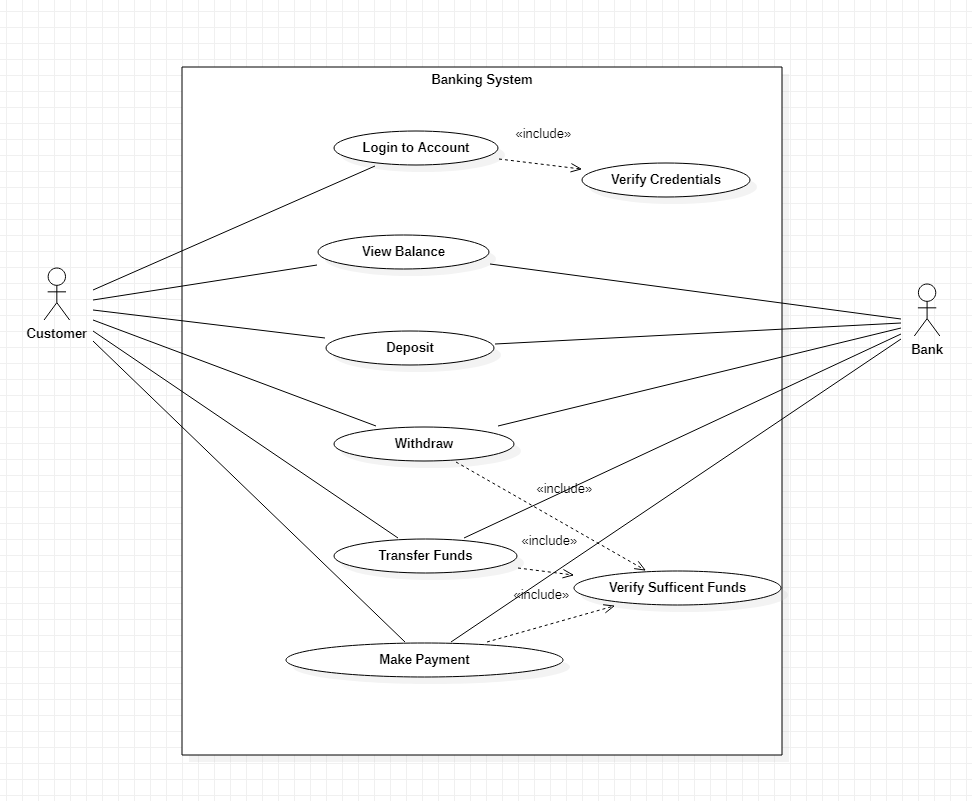 Banking System
«include»
Login to Account
Verify Credentials
View Balance
Customer
Deposit
Bank
Withdraw
«include»
«include»
Transfer Funds
Verify Sufficent Funds
«include»
Make Payment